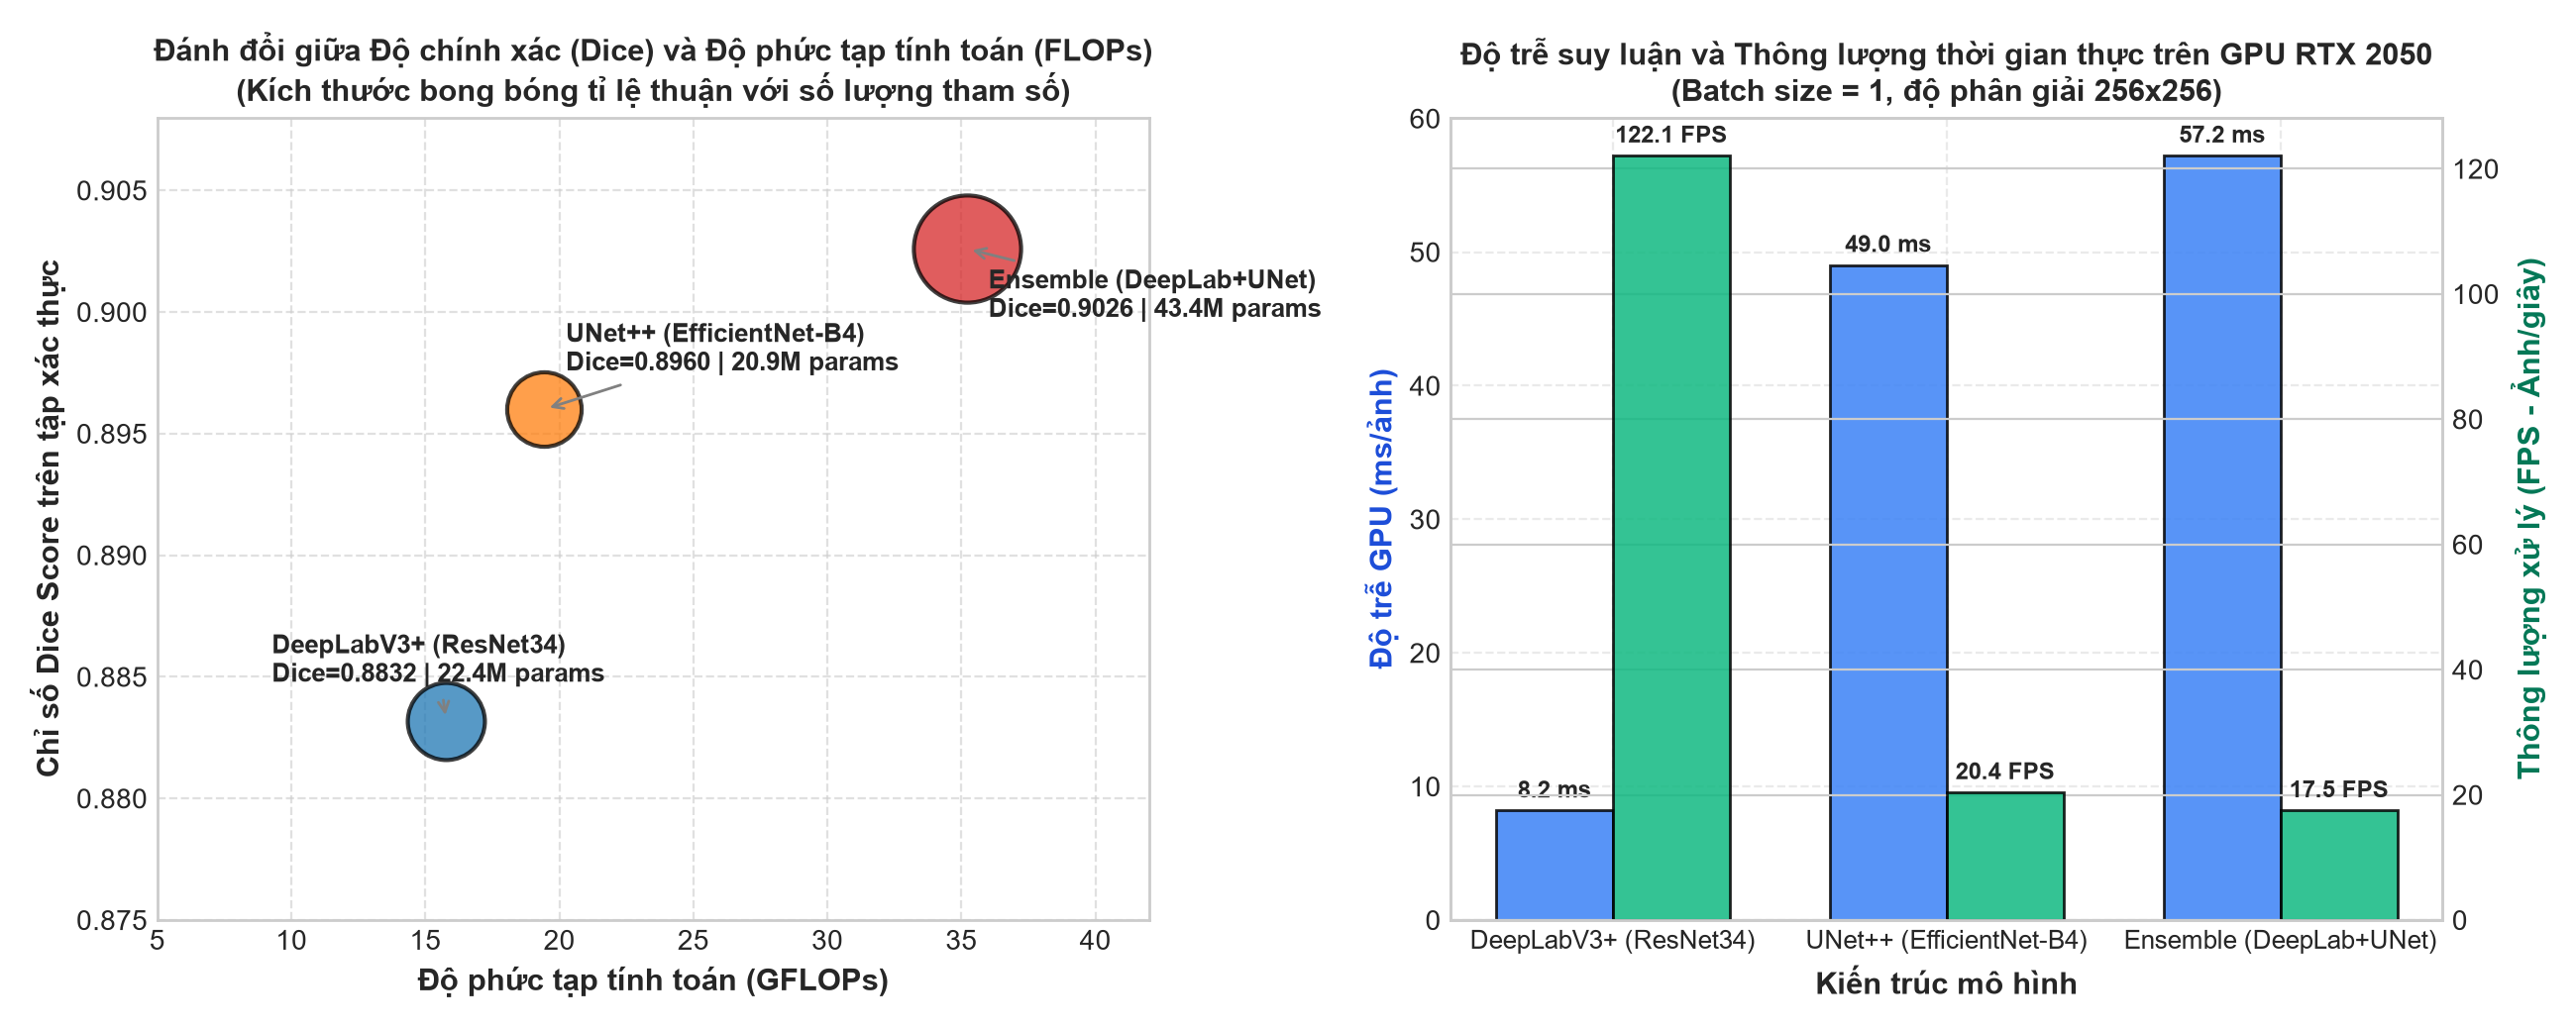 Đánh đổi giữa Độ chính xác (Dice) và Độ phức tạp tính toán (FLOPs)
(Kích thước bong bóng tỉ lệ thuận với số lượng tham số)
Chỉ số Dice Score trên tập xác thực
0.905
0.900
0.895
0.890
0.885
0.880
0.875
Ensemble (DeepLab+UNet)
Dice=0.9026 | 43.4M params
UNet++ (EfficientNet-B4)
Dice=0.8960 | 20.9M params
DeepLabV3+ (ResNet34)
Dice=0.8832 | 22.4M params
5 10 15 20 25 30 35 40
Độ phức tạp tính toán (GFLOPs)
Độ trễ suy luận và Thông lượng thời gian thực trên GPU RTX 2050
(Batch size = 1, độ phân giải 256x256)
Độ trễ GPU (ms/ảnh)
60
50
40
30
20
10
0
122.1 FPS
57.2 ms
49.0 ms
20.4 FPS
8.2 ms
17.5 FPS
120
100
80
60
40
20
0
Thông lượng xử lý (FPS - Ảnh/giây)
DeepLabV3+ (ResNet34) UNet++ (EfficientNet-B4) Ensemble (DeepLab+UNet)
Kiến trúc mô hình